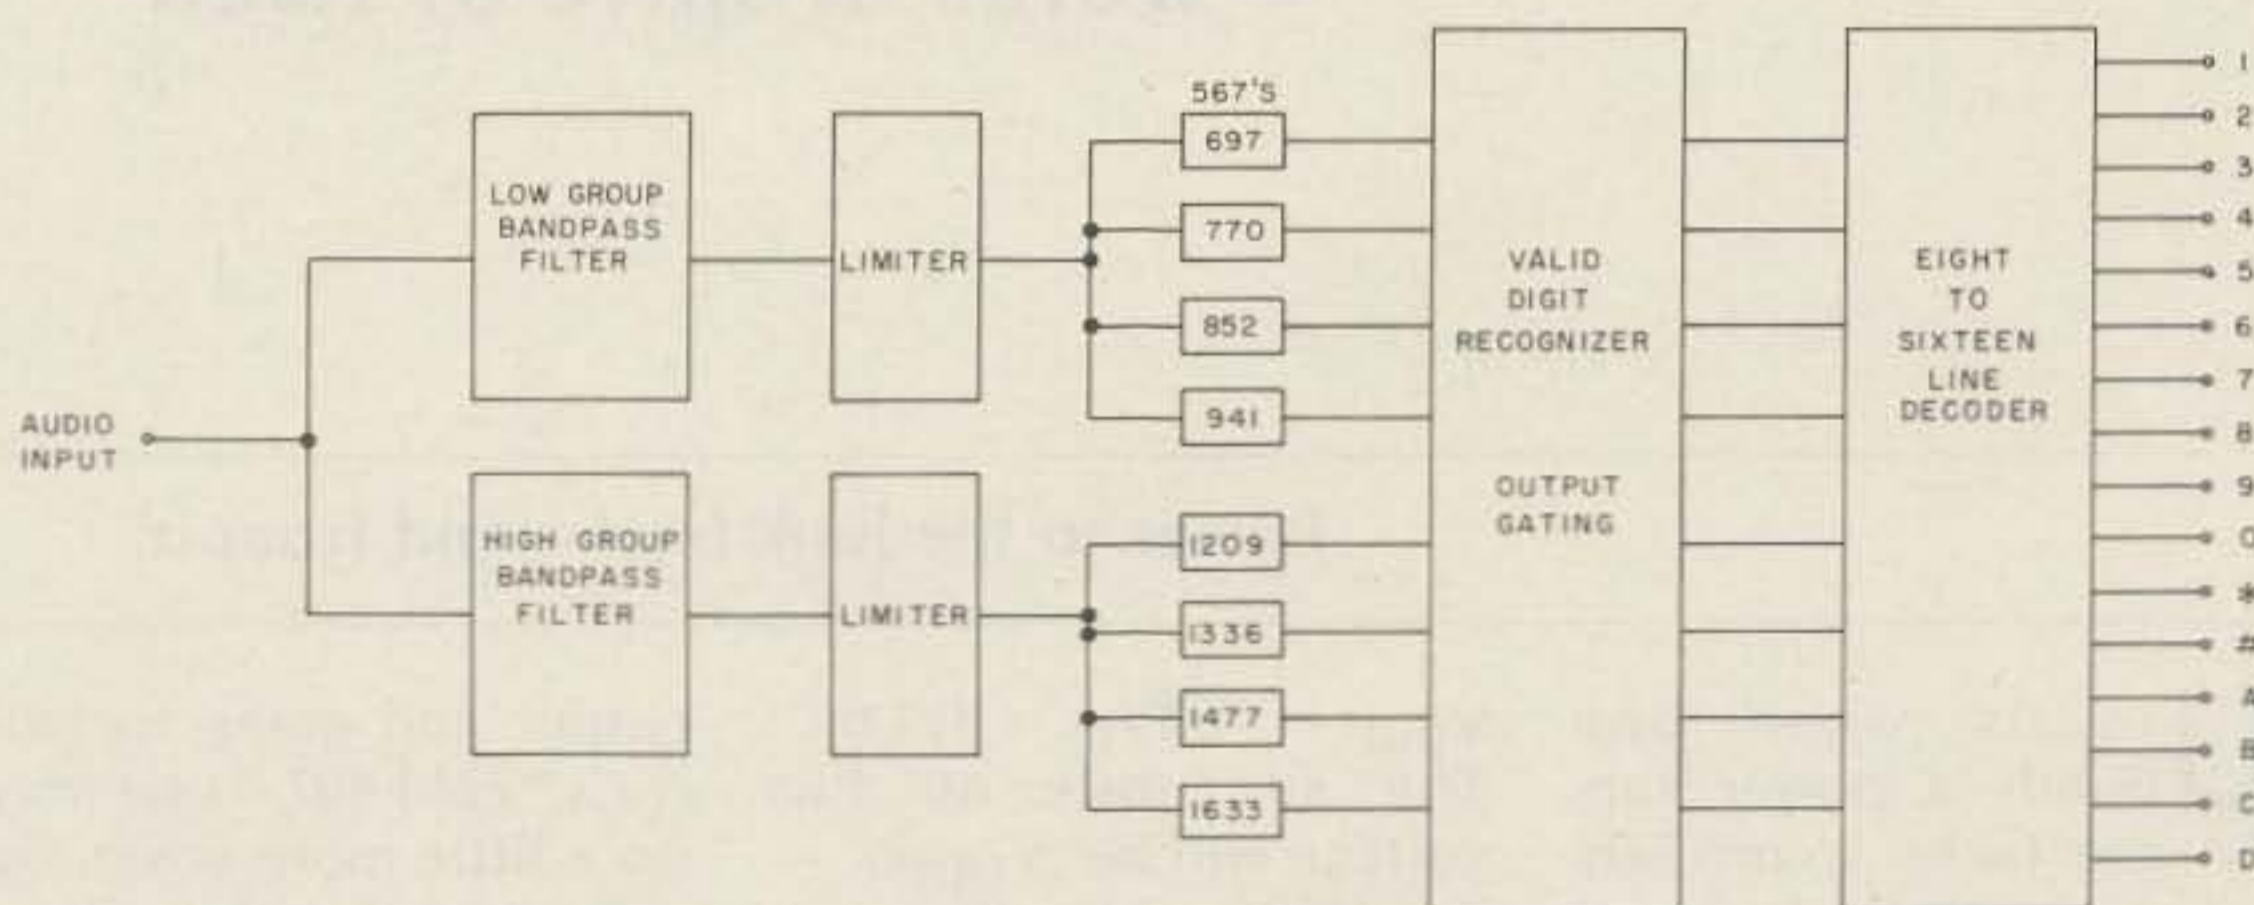 567'S
697
770
852
941
1209
1336
1477
1633
AUDIO
INPUT
LOW GROUP
BANDPASS
FILTER
LIMITER
HIGH GROUP
BANDPASS
FILTER
LIMITER
VALID
DIGIT
RECOGNIZER
OUTPUT
GATING
EIGHT
TO
SIXTEEN
LINE
DECODER
1
2
3
4
5
6
7
8
9
0
*
#
A
B
C
D